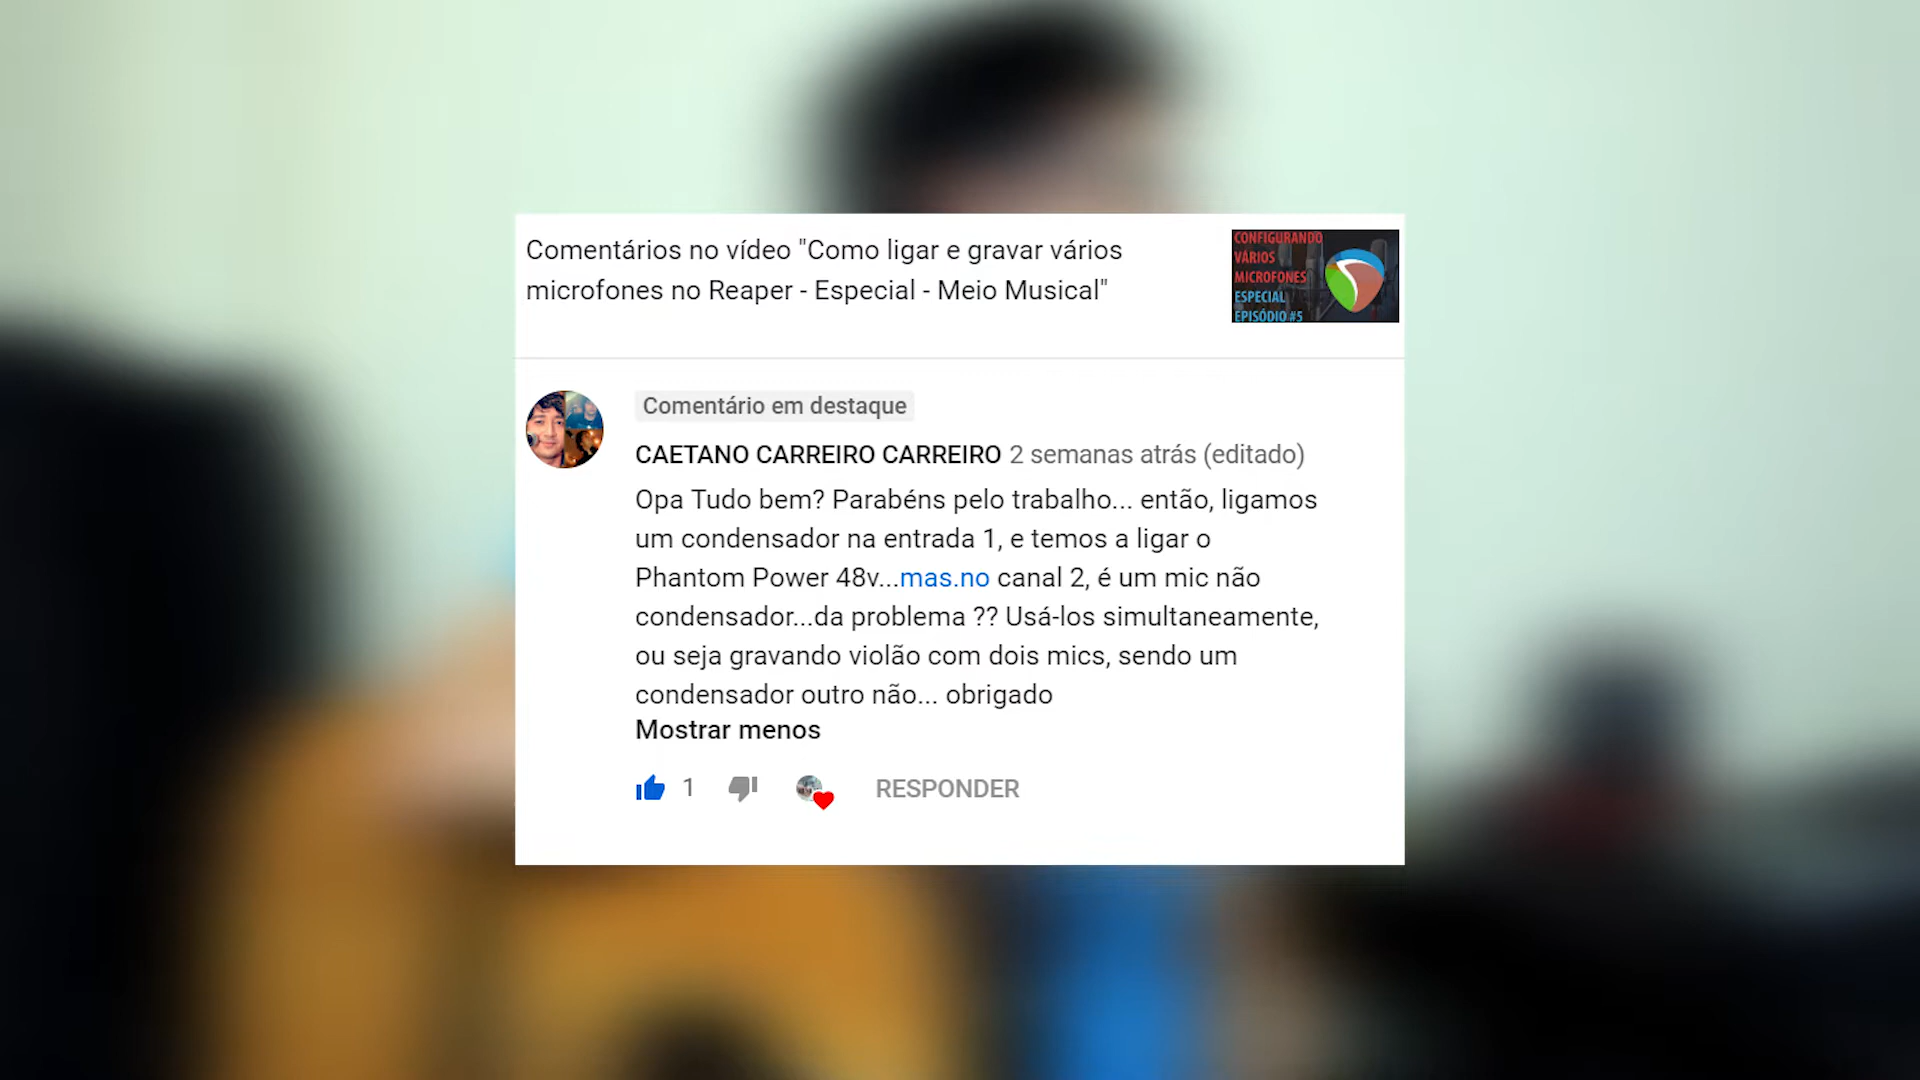 Comentários no vídeo "Como ligar e gravar vários
microfones no Reaper - Especial - Meio Musical"
CONFIGURANDO
VÁRIOS
MICROFONES
ESPECIAL
EPISÓDIO #5
Comentário em destaque
CAETANO CARREIRO CARREIRO 2 semanas atrás (editado)
Opa Tudo bem? Parabéns pelo trabalho... então, ligamos
um condensador na entrada 1, e temos a ligar o
Phantom Power 48v...mas.no canal 2, é um mic não
condensador...da problema ?? Usá-los simultaneamente,
ou seja gravando violão com dois mics, sendo um
condensador outro não... obrigado
Mostrar menos
1
RESPONDER